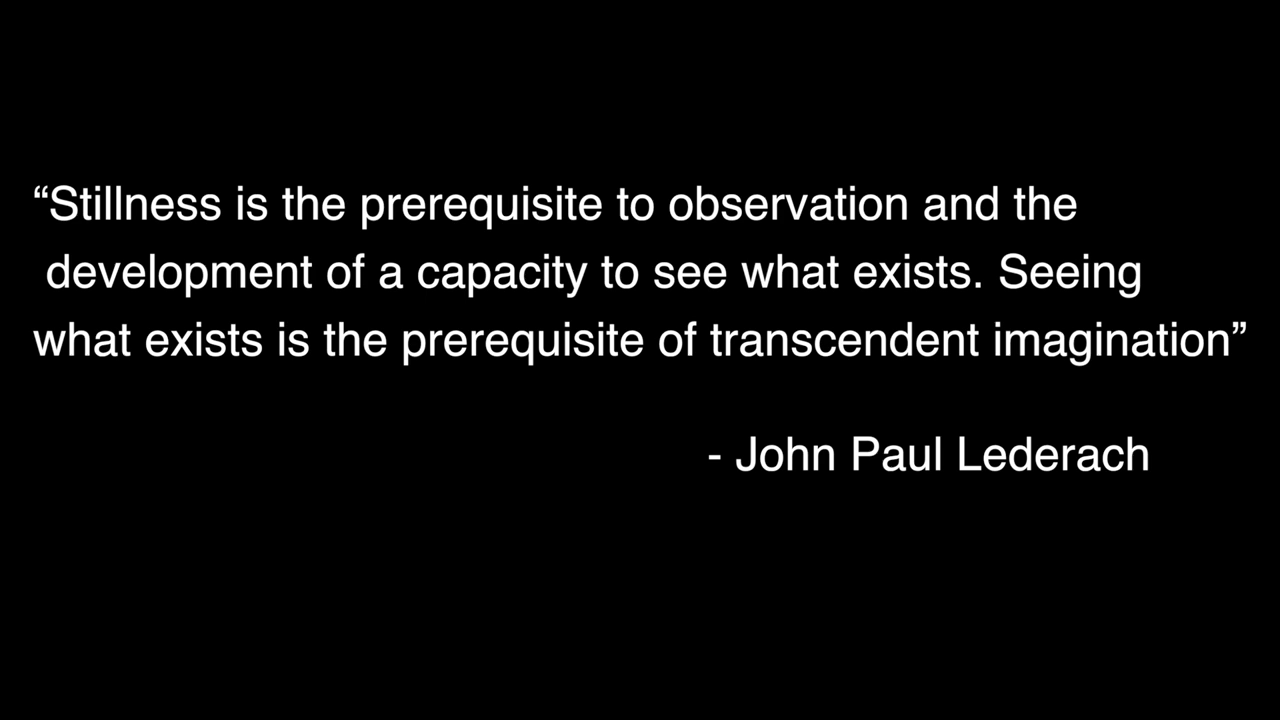 “Stillness is the prerequisite to observation and the
development of a capacity to see what exists. Seeing
what exists is the prerequisite of transcendent imagination”
- John Paul Lederach